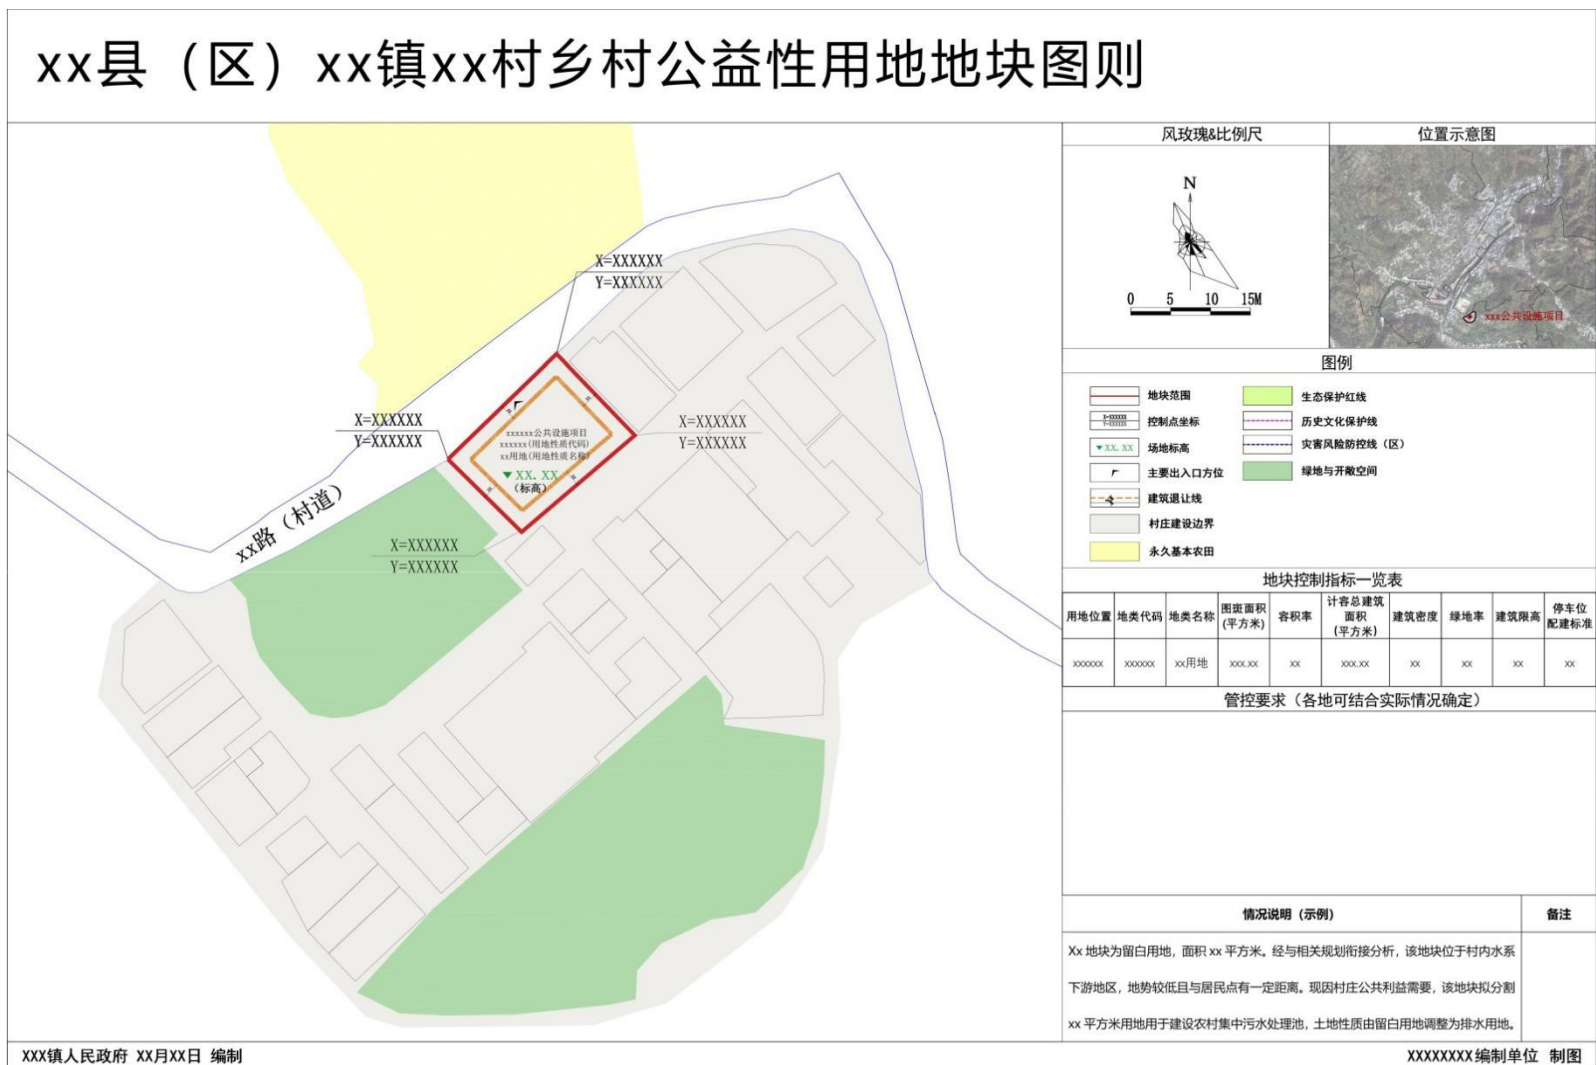 xx县（区）xx镇xx村乡村公益性用地地块图则
风玫瑰&比例尺
位置示意图
N
0 5 10 15M
xxx公共设施项目
X=XXXXXX
Y=XXXXXX
X=XXXXXX
Y=XXXXXX
X=XXXXXX
Y=XXXXXX
X=XXXXXX
Y=XXXXXX
xxxxxx公共设施项目
xxxxxx(用地性质代码)
xx用地(用地性质名称)
▼XX.XX
(标高)
xx路（村道）
图例
地块范围
X=XXXXXX
Y=XXXXXX
控制点坐标
▼XX.XX
场地标高
主要出入口方位
建筑退让线
村庄建设边界
永久基本农田
生态保护红线
历史文化保护线
灾害风险防控线（区）
绿地与开敞空间
地块控制指标一览表
用地位置 地类代码 地类名称 图斑面积(平方米) 容积率 计容总建筑面积(平方米) 建筑密度 绿地率 建筑限高 停车位配建标准
xxxxxx xxxxxx xx用地 xxx.xx xx xxx.xx xx xx xx xx
管控要求（各地可结合实际情况确定）
情况说明（示例） 备注
Xx 地块为留白用地，面积 xx 平方米。经与相关规划衔接分析，该地块位于村内水系
下游地区，地势较低且与居民点有一定距离。现因村庄公共利益需要，该地块拟分割
xx 平方米用地用于建设农村集中污水处理池，土地性质由留白用地调整为排水用地。
XXX镇人民政府 XX月XX日 编制
XXXXXXXX编制单位 制图